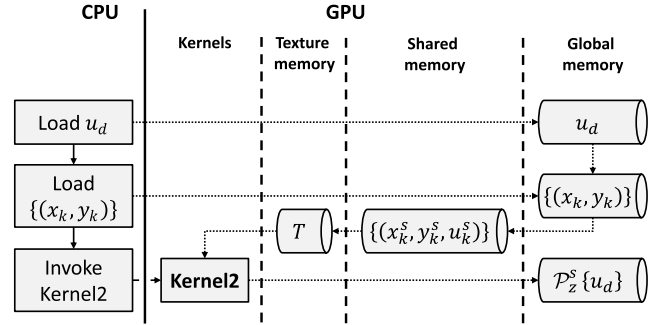 CPU
GPU
Kernels
Texture memory
Shared memory
Global memory
Load u_d
u_d
Load
{(x_k, y_k)}
{(x_k, y_k)}
T
{(x_k^s, y_k^s, u_k^s)}
Invoke
Kernel2
Kernel2
𝒫_z^s{u_d}